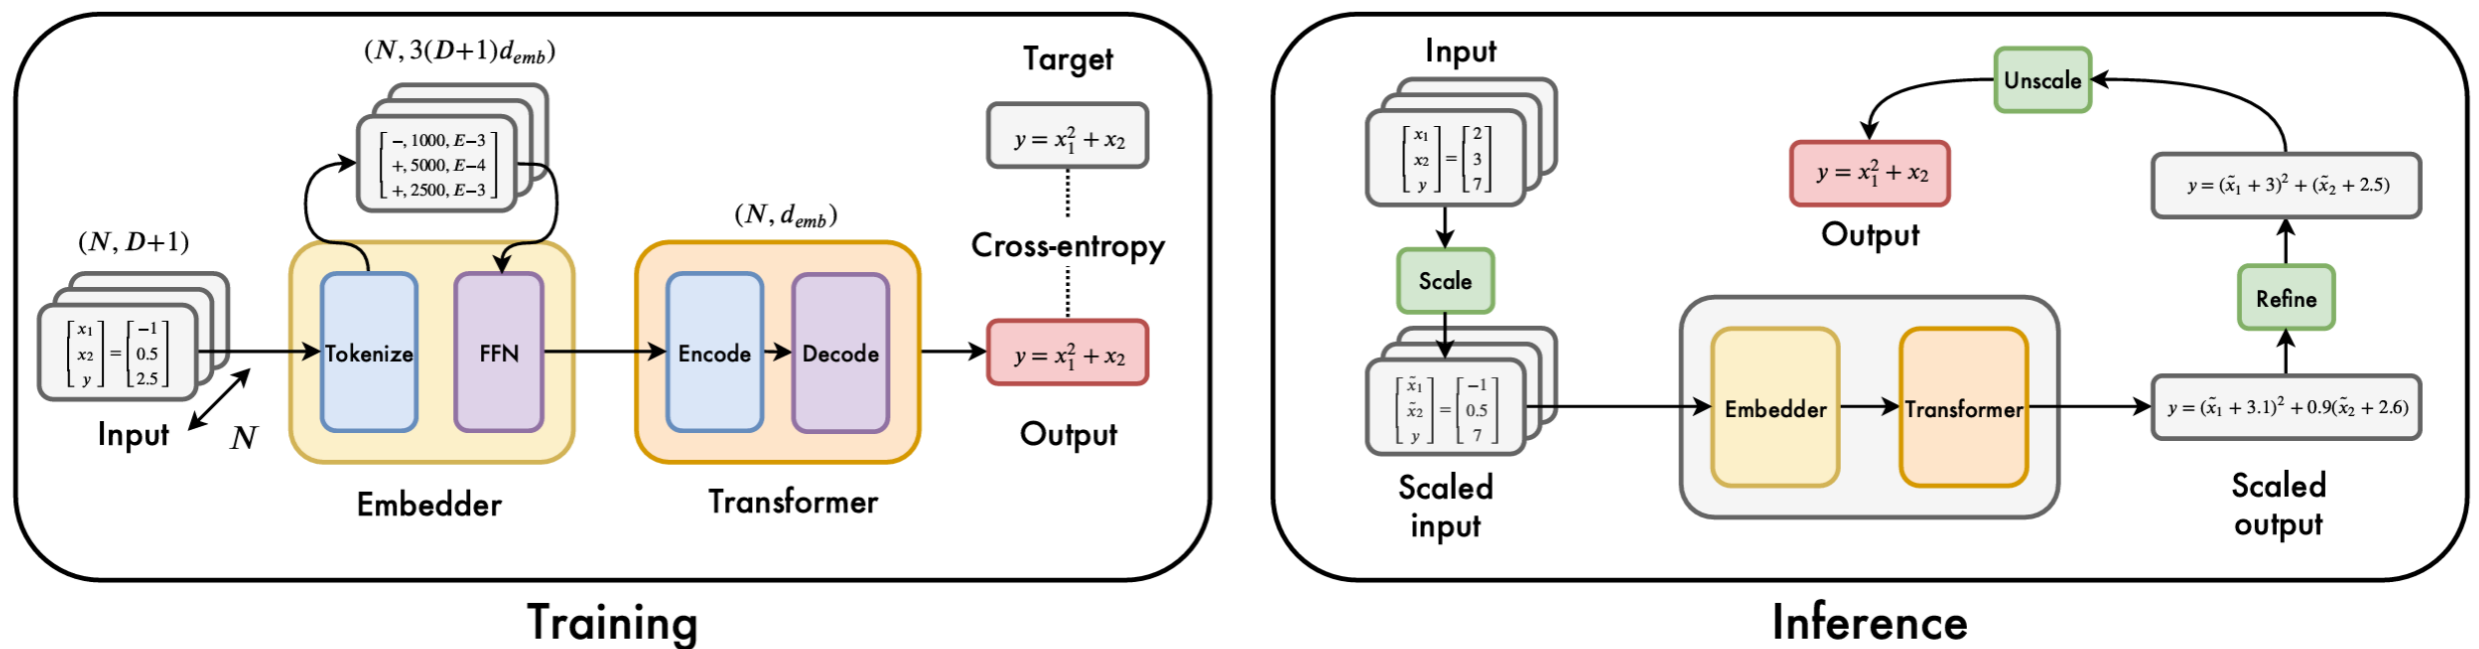 (N, 3(D+1)d_emb)
[−, 1000, E−3]
[+, 5000, E−4]
[+, 2500, E−3]
(N, D+1)
[x₁] = [−1]
[x₂] = [0.5]
[y] = [2.5]
Input
N
Tokenize
FFN
Embedder
(N, d_emb)
Encode
Decode
Transformer
Target
y = x₁² + x₂
Cross-entropy
y = x₁² + x₂
Output
Training
Input
[x₁] = [2]
[x₂] = [3]
[y] = [7]
Scale
[x̃₁] = [−1]
[x̃₂] = [0.5]
[y] = [7]
Scaled
input
Embedder
Transformer
y = (x̃₁ + 3.1)² + 0.9(x̃₂ + 2.6)
Scaled
output
Refine
y = (x̃₁ + 3)² + (x̃₂ + 2.5)
Unscale
y = x₁² + x₂
Output
Inference